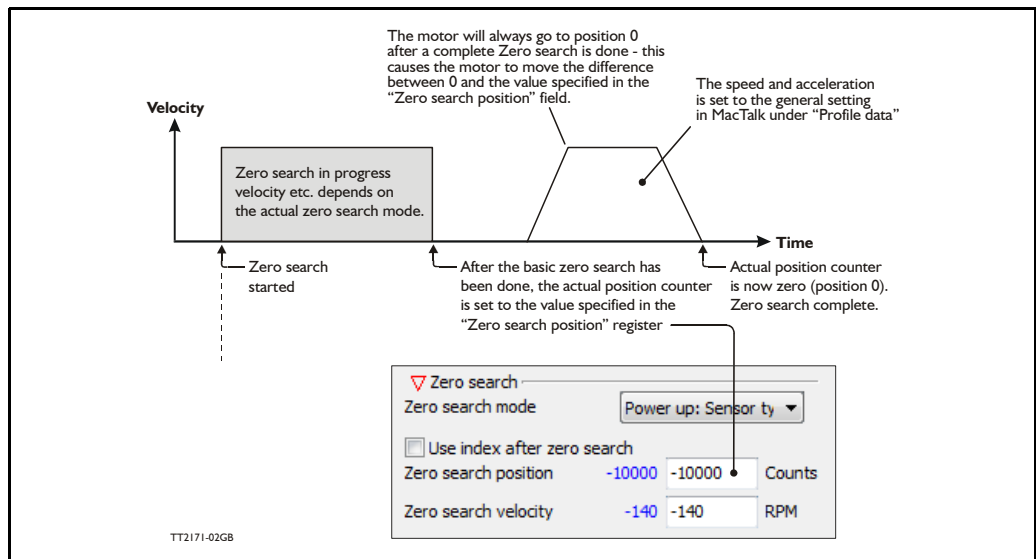 The motor will always go to position 0
after a complete Zero search is done - this
causes the motor to move the difference
between 0 and the value specified in the
“Zero search position” field.
The speed and acceleration
is set to the general setting
in MacTalk under “Profile data”
Velocity
Zero search in progress
velocity etc. depends on
the actual zero search mode.
Time
Zero search
started
After the basic zero search has
been done, the actual position counter
is set to the value specified in the
“Zero search position” register
Actual position counter
is now zero (position 0).
Zero search complete.
Zero search
Zero search mode Power up: Sensor ty
Use index after zero search
Zero search position -10000 -10000 Counts
Zero search velocity -140 -140 RPM
TT2171-02GB